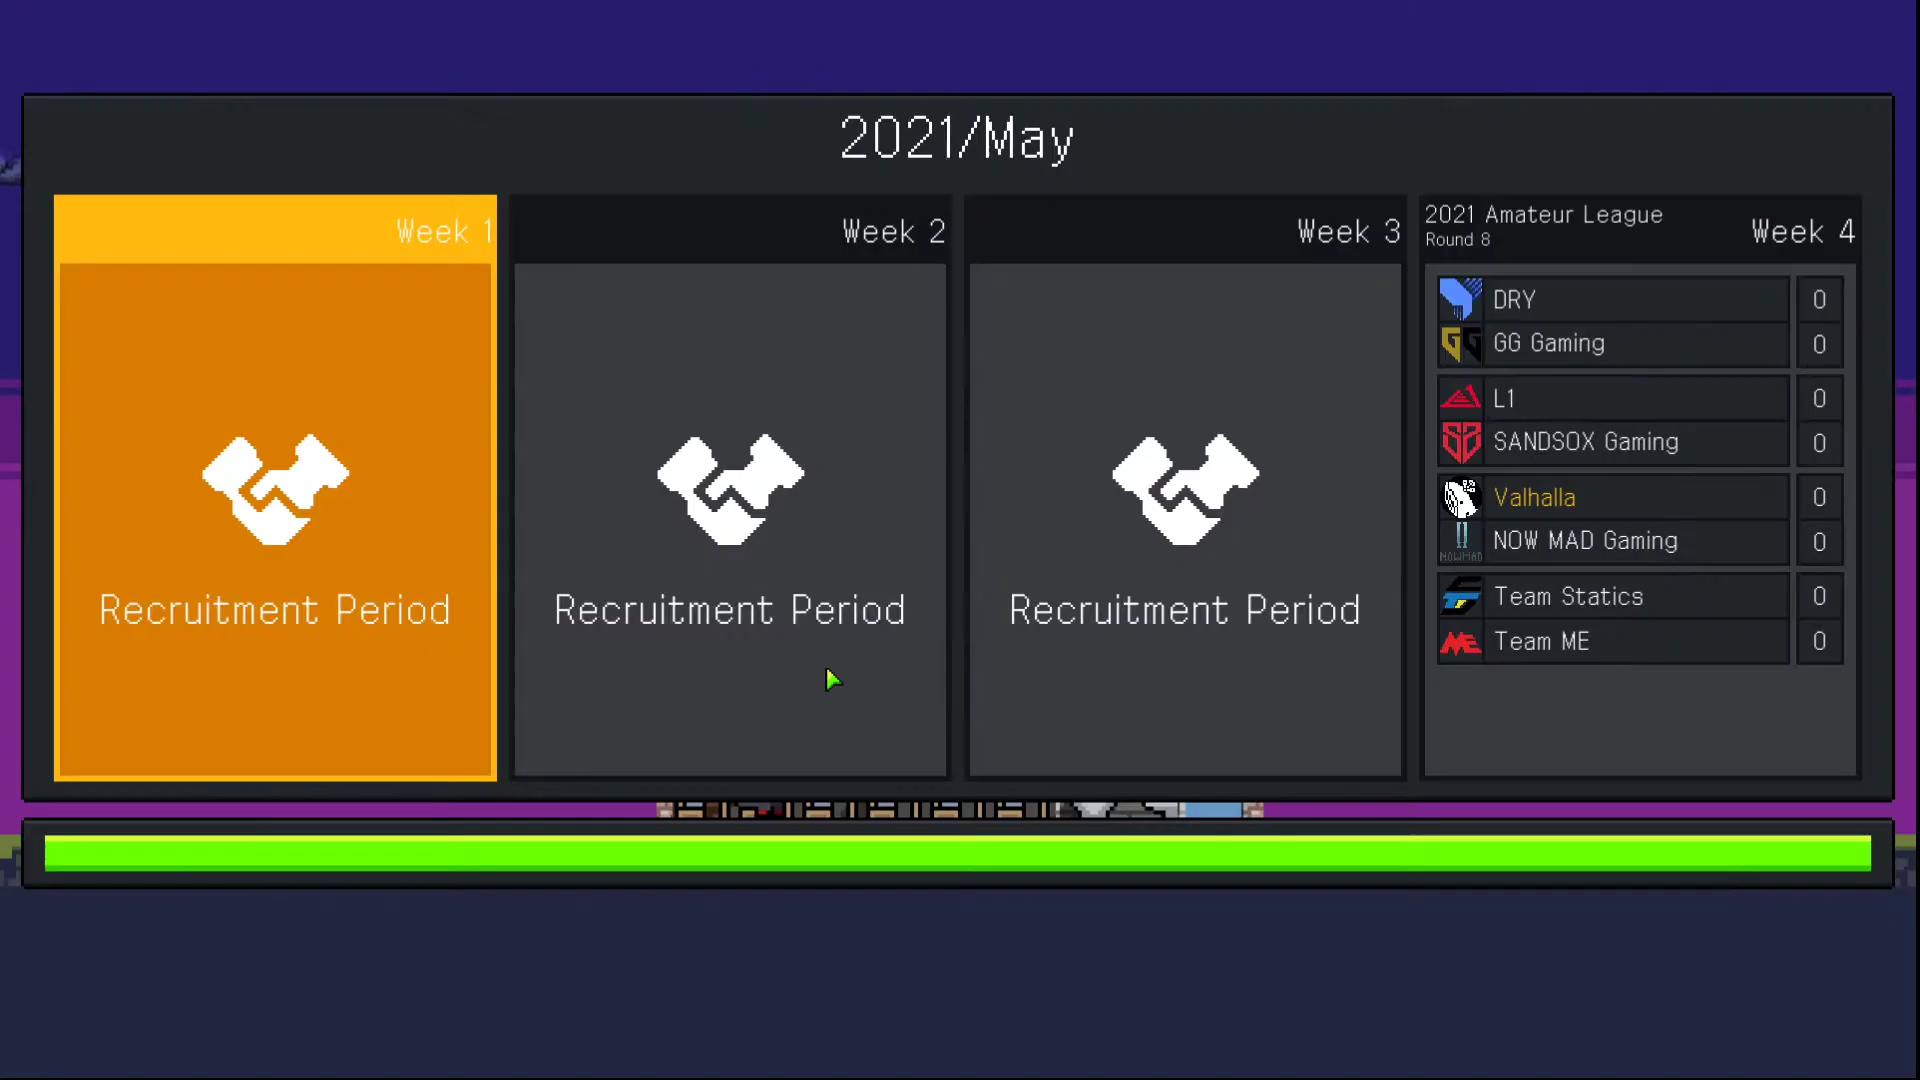 2021/May
Week 1
Recruitment Period
Week 2
Recruitment Period
Week 3
Recruitment Period
2021 Amateur League
Round 8
Week 4
DRY 0
GG Gaming 0
L1 0
SANDSOX Gaming 0
Valhalla 0
NOW MAD Gaming 0
NOWMAD
Team Statics 0
Team ME 0